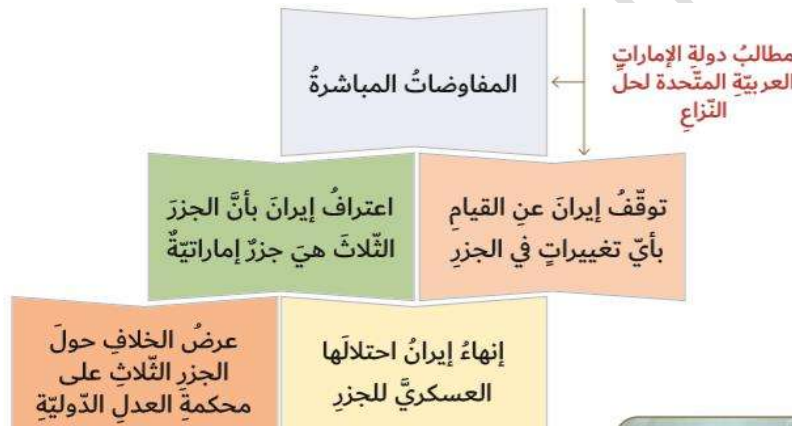 مطالبُ دولةِ الإماراتِ
العربيّةِ المتّحدة لحلِّ
النّزاعِ
المفاوضاتُ المباشرةُ
توقّفُ إيرانَ عنِ القيامِ
بأيّ تغييراتٍ في الجزرِ
اعترافُ إيرانَ بأنَّ الجزرَ
الثّلاثَ هيَ جزرٌ إماراتيّةٌ
إنهاءُ إيرانُ احتلالَها
العسكريَّ للجزرِ
عرضُ الخلافِ حولَ
الجزرِ الثّلاثِ على
محكمةِ العدلِ الدّوليّةِ